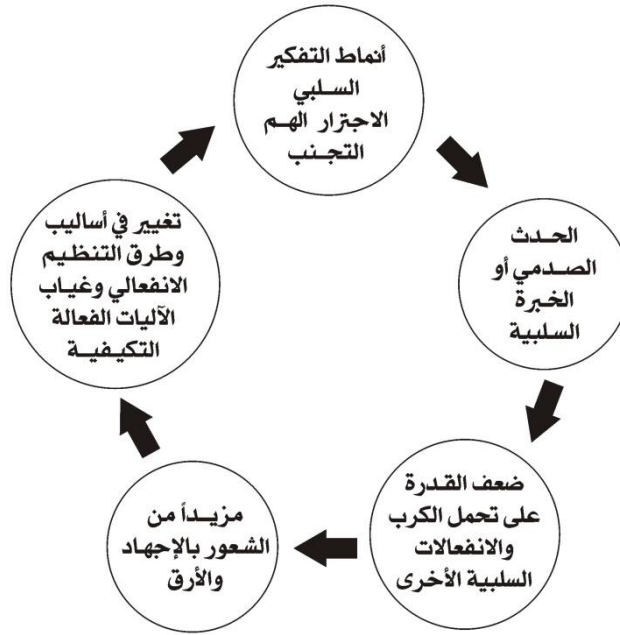 أنماط التفكير
السلبي
الاجترار الهم
التجنب
الحدث
الصدمي أو
الخبرة
السلبية
ضعف القدرة
على تحمل الكرب
والانفعالات
السلبية الأخرى
مزيداً من
الشعور بالإجهاد
والأرق
تغيير في أساليب
وطرق التنظيم
الانفعالي وغياب
الآليات الفعالة
التكيفية